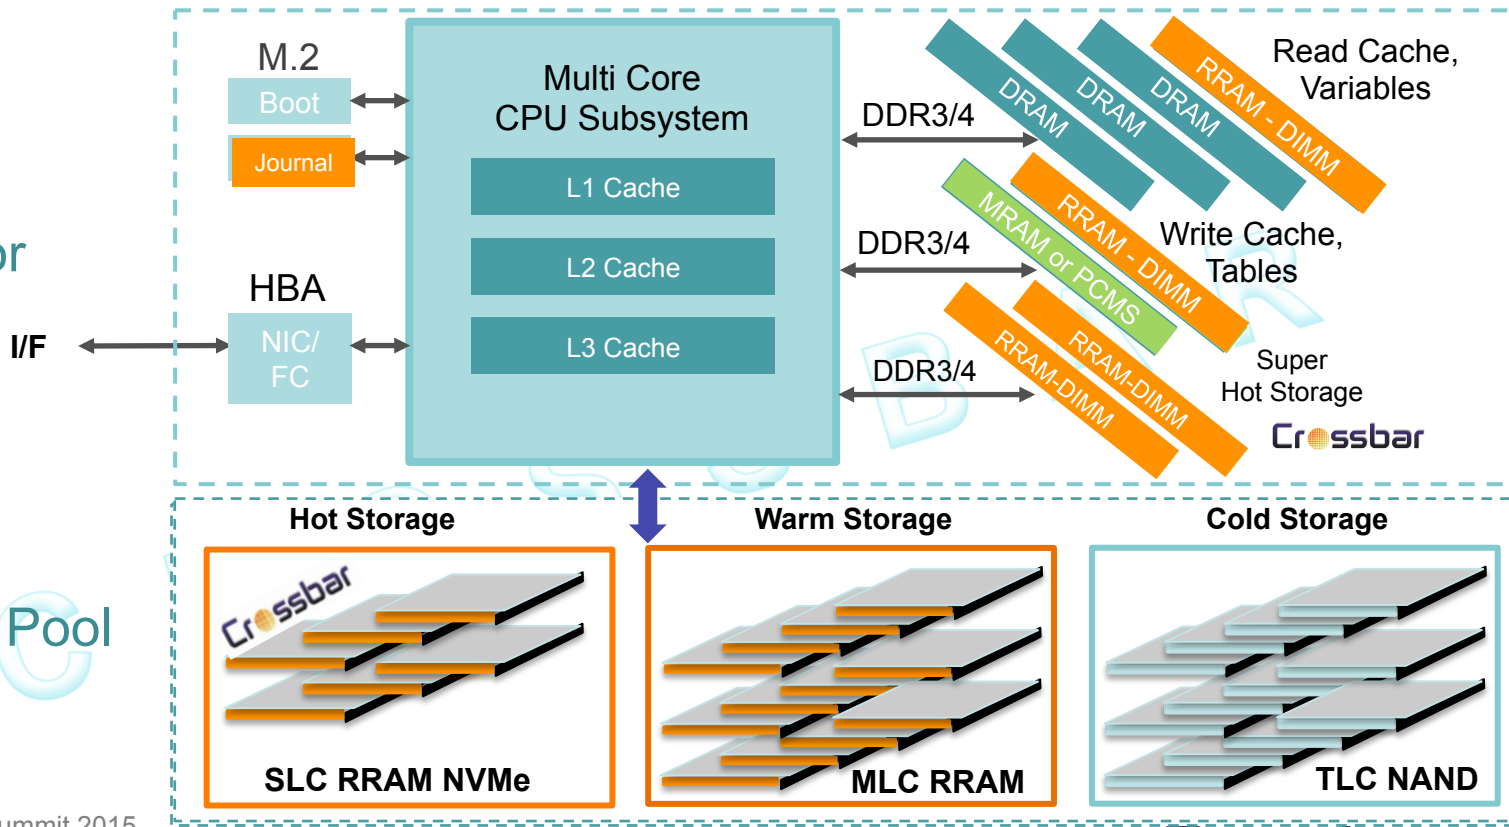 M.2
Boot
Journal
HBA
NIC/
FC
I/F
Multi Core
CPU Subsystem
L1 Cache
L2 Cache
L3 Cache
DDR3/4
DDR3/4
DDR3/4
DRAM
DRAM
DRAM
RRAM - DIMM
Read Cache,
Variables
MRAM or PCMS
RRAM - DIMM
Write Cache,
Tables
RRAM-DIMM
RRAM-DIMM
Super
Hot Storage
Crossbar
or
Pool
Hot Storage
Crossbar
SLC RRAM NVMe
Warm Storage
MLC RRAM
Cold Storage
TLC NAND
ummit 2015